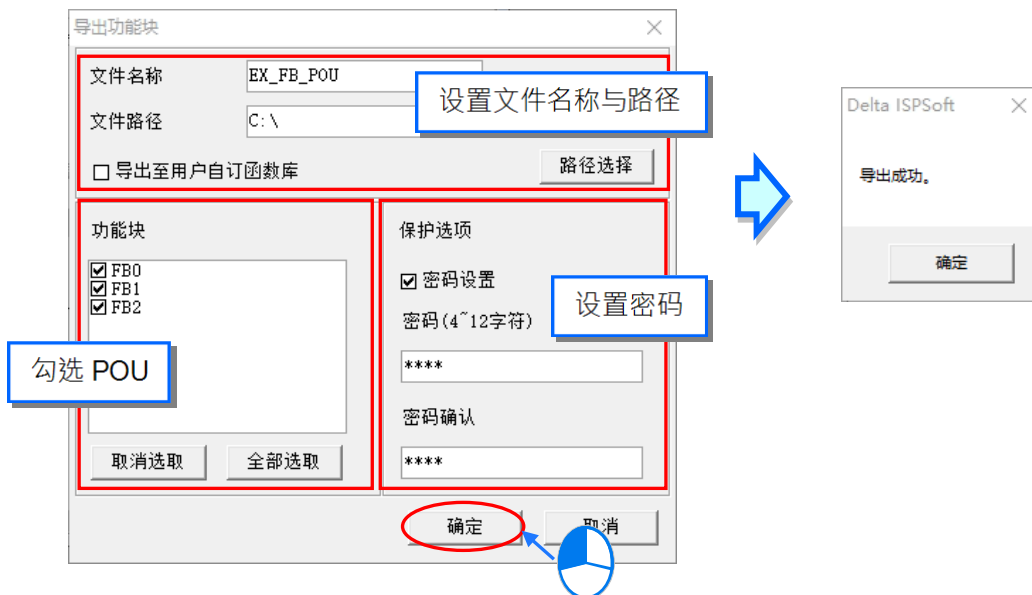 导出功能块
文件名称 EX_FB_POU
设置文件名称与路径
文件路径 C:\
导出至用户自订函数库 路径选择
功能块
FB0
FB1
FB2
勾选 POU
取消选取 全部选取
保护选项
密码设置
设置密码
密码(4~12字符)
****
密码确认
****
确定 取消
Delta ISPSoft
导出成功。
确定